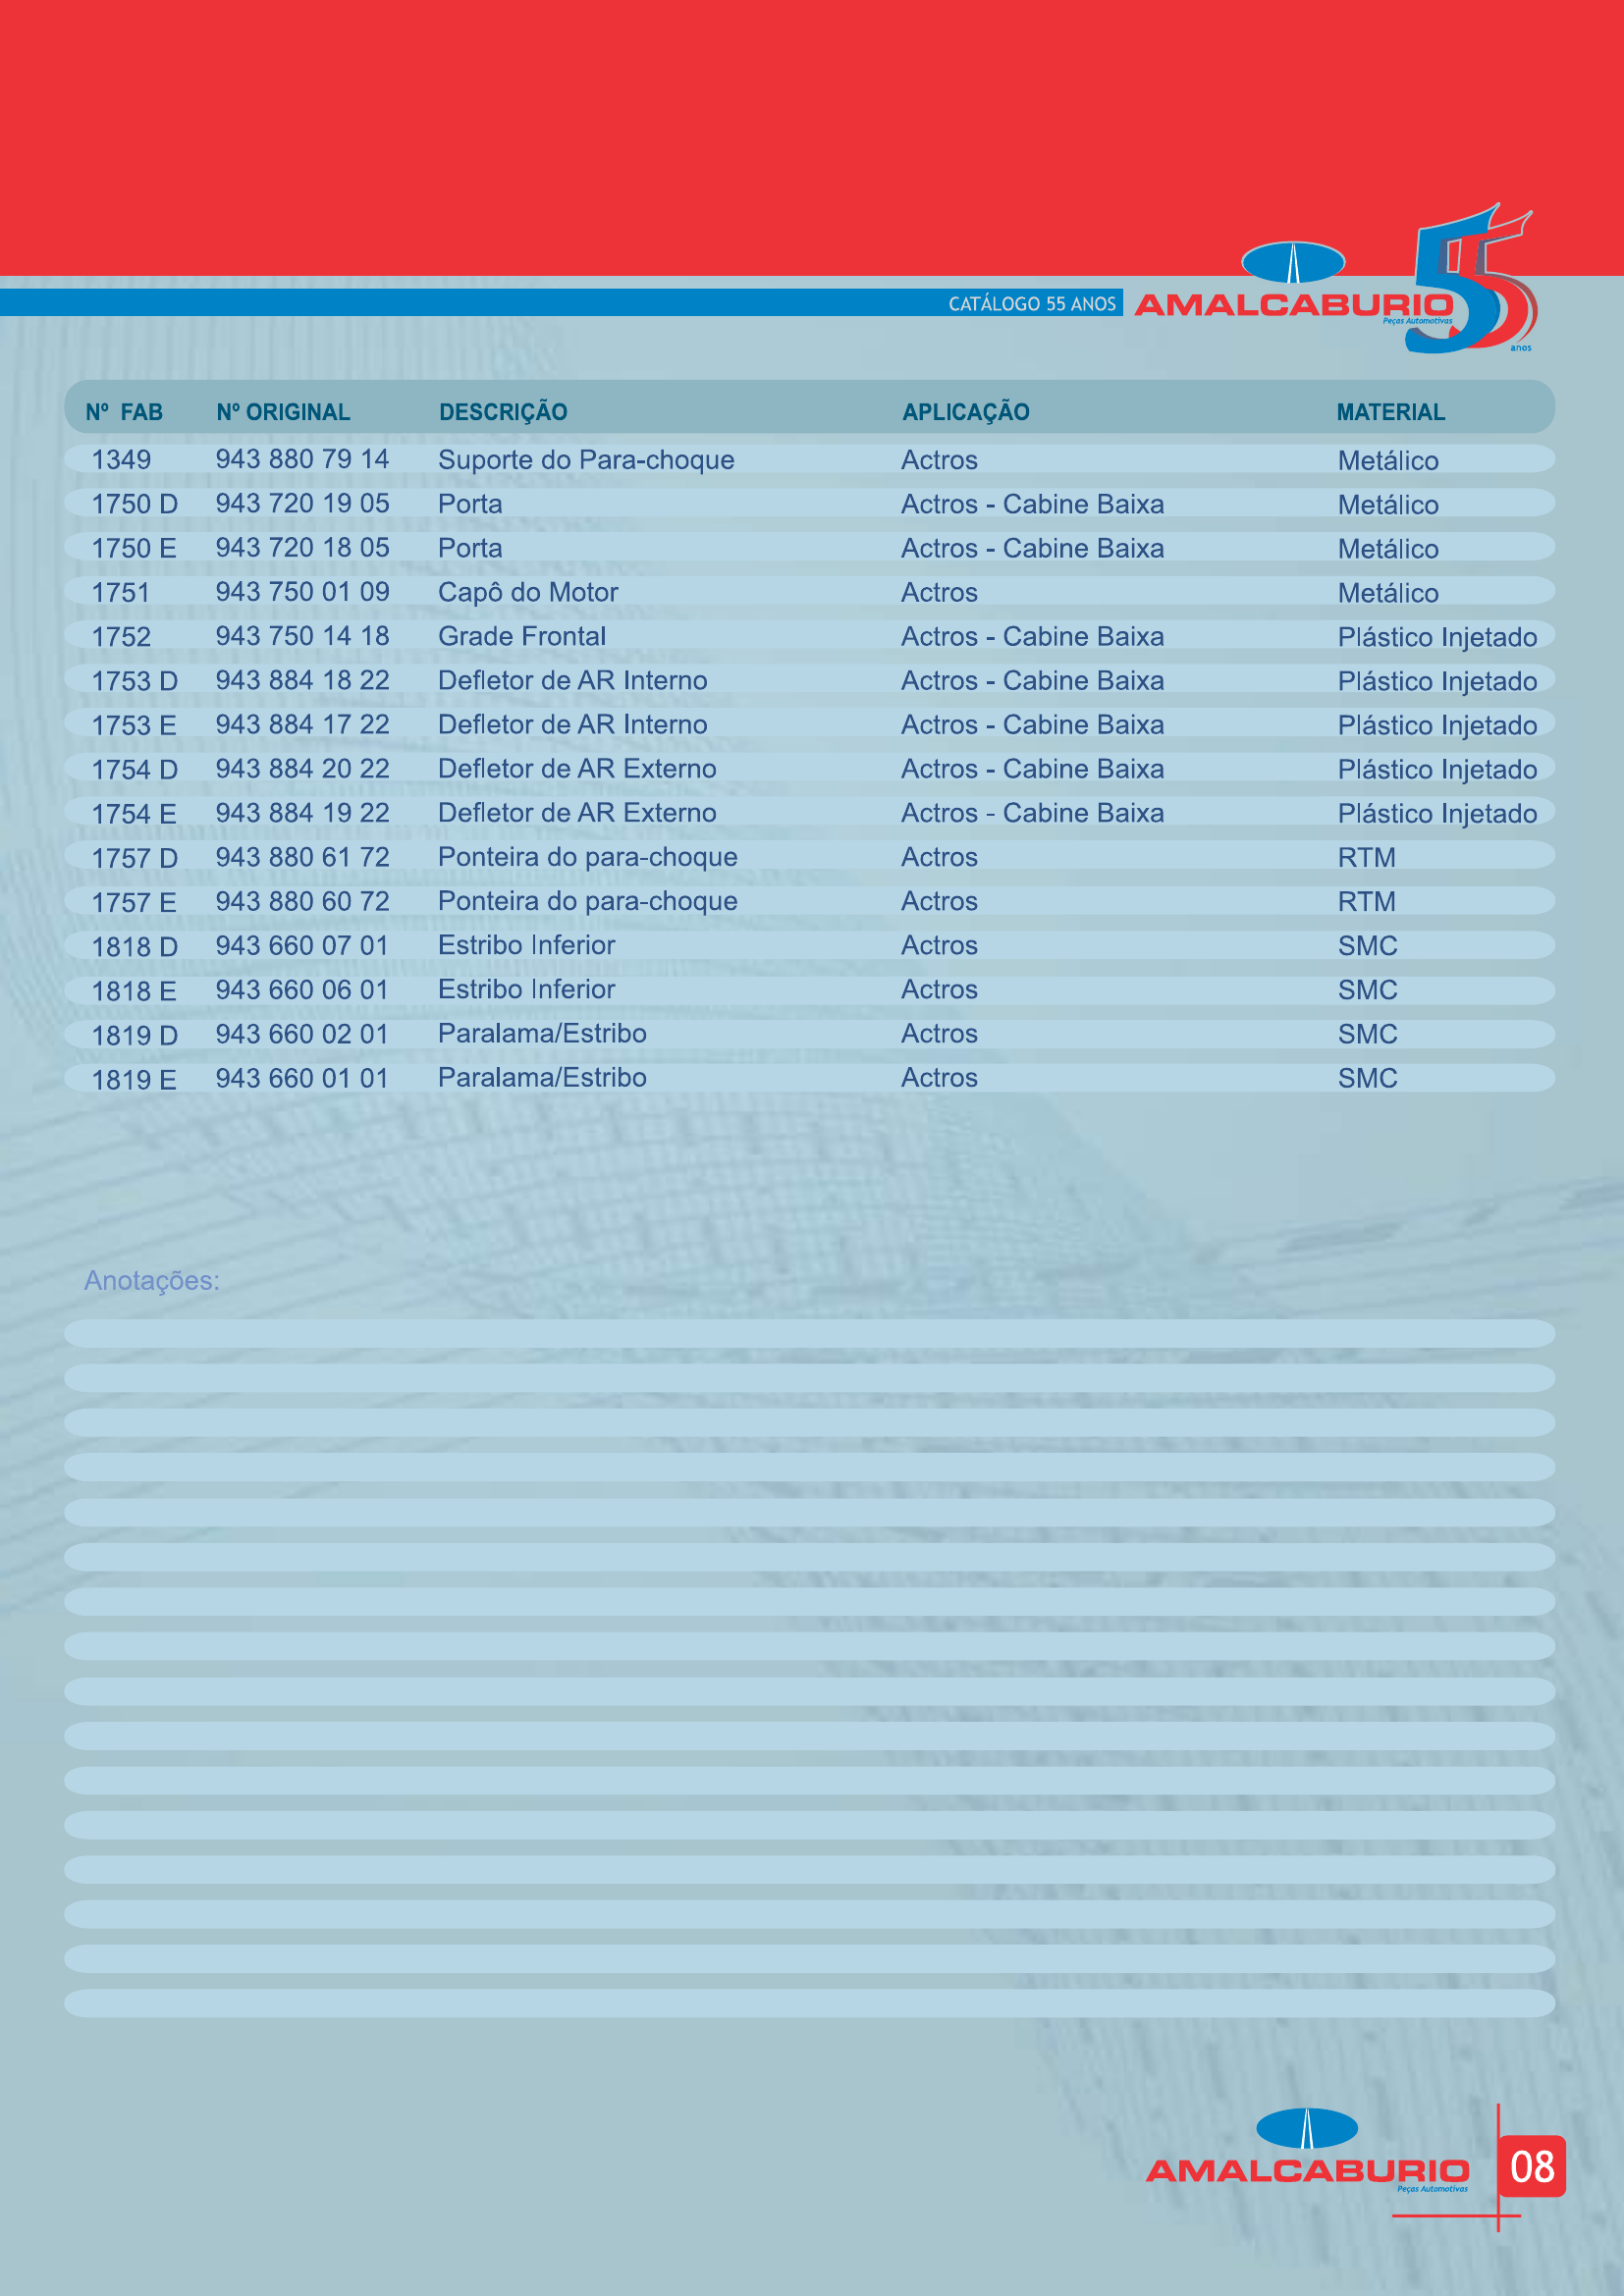 CATÁLOGO 55 ANOS AMALCABURIO 55
Peças Automotivas
anos
Nº FAB Nº ORIGINAL DESCRIÇÃO APLICAÇÃO MATERIAL
1349 943 880 79 14 Suporte do Para-choque Actros Metálico
1750 D 943 720 19 05 Porta Actros - Cabine Baixa Metálico
1750 E 943 720 18 05 Porta Actros - Cabine Baixa Metálico
1751 943 750 01 09 Capô do Motor Actros Metálico
1752 943 750 14 18 Grade Frontal Actros - Cabine Baixa Plástico Injetado
1753 D 943 884 18 22 Defletor de AR Interno Actros - Cabine Baixa Plástico Injetado
1753 E 943 884 17 22 Defletor de AR Interno Actros - Cabine Baixa Plástico Injetado
1754 D 943 884 20 22 Defletor de AR Externo Actros - Cabine Baixa Plástico Injetado
1754 E 943 884 19 22 Defletor de AR Externo Actros - Cabine Baixa Plástico Injetado
1757 D 943 880 61 72 Ponteira do para-choque Actros RTM
1757 E 943 880 60 72 Ponteira do para-choque Actros RTM
1818 D 943 660 07 01 Estribo Inferior Actros SMC
1818 E 943 660 06 01 Estribo Inferior Actros SMC
1819 D 943 660 02 01 Paralama/Estribo Actros SMC
1819 E 943 660 01 01 Paralama/Estribo Actros SMC
Anotações:
AMALCABURIO 08
Peças Automotivas